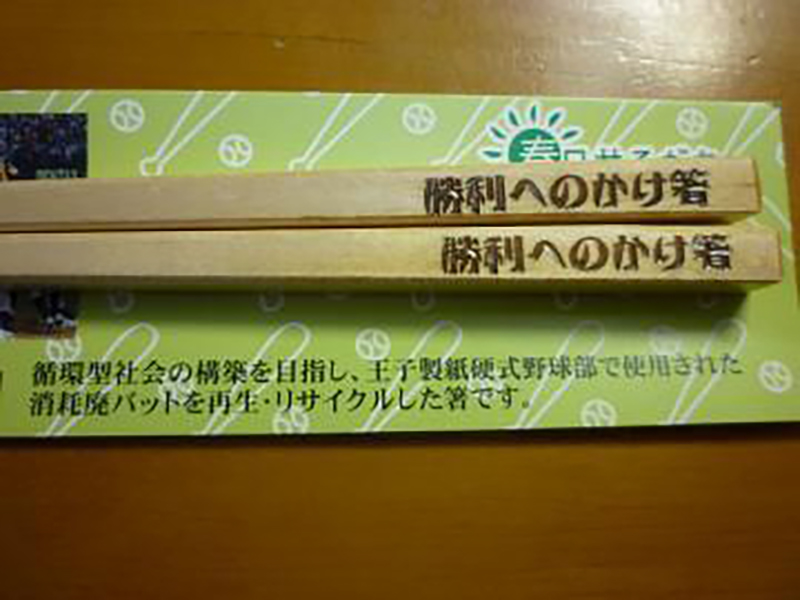 春
勝利へのかけ箸
勝利へのかけ箸
循環型社会の構築を目指し、王子製紙硬式野球部で使用された
消耗廃バットを再生・リサイクルした箸です。